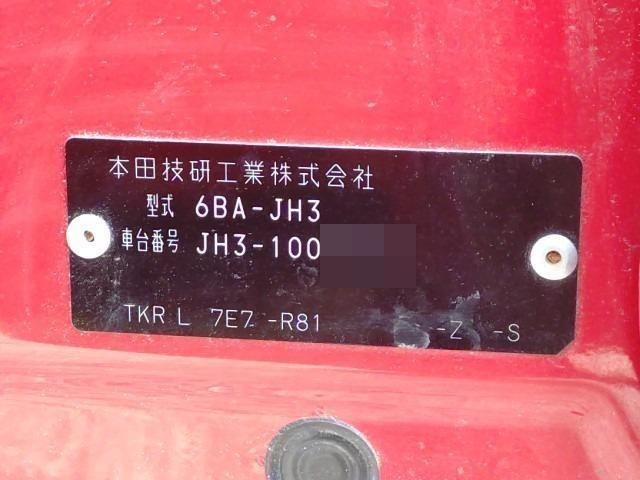 本田技研工業株式会社
型式 6BA-JH3
車台番号 JH3-100
TKR L 7E7 -R81 -Z -S